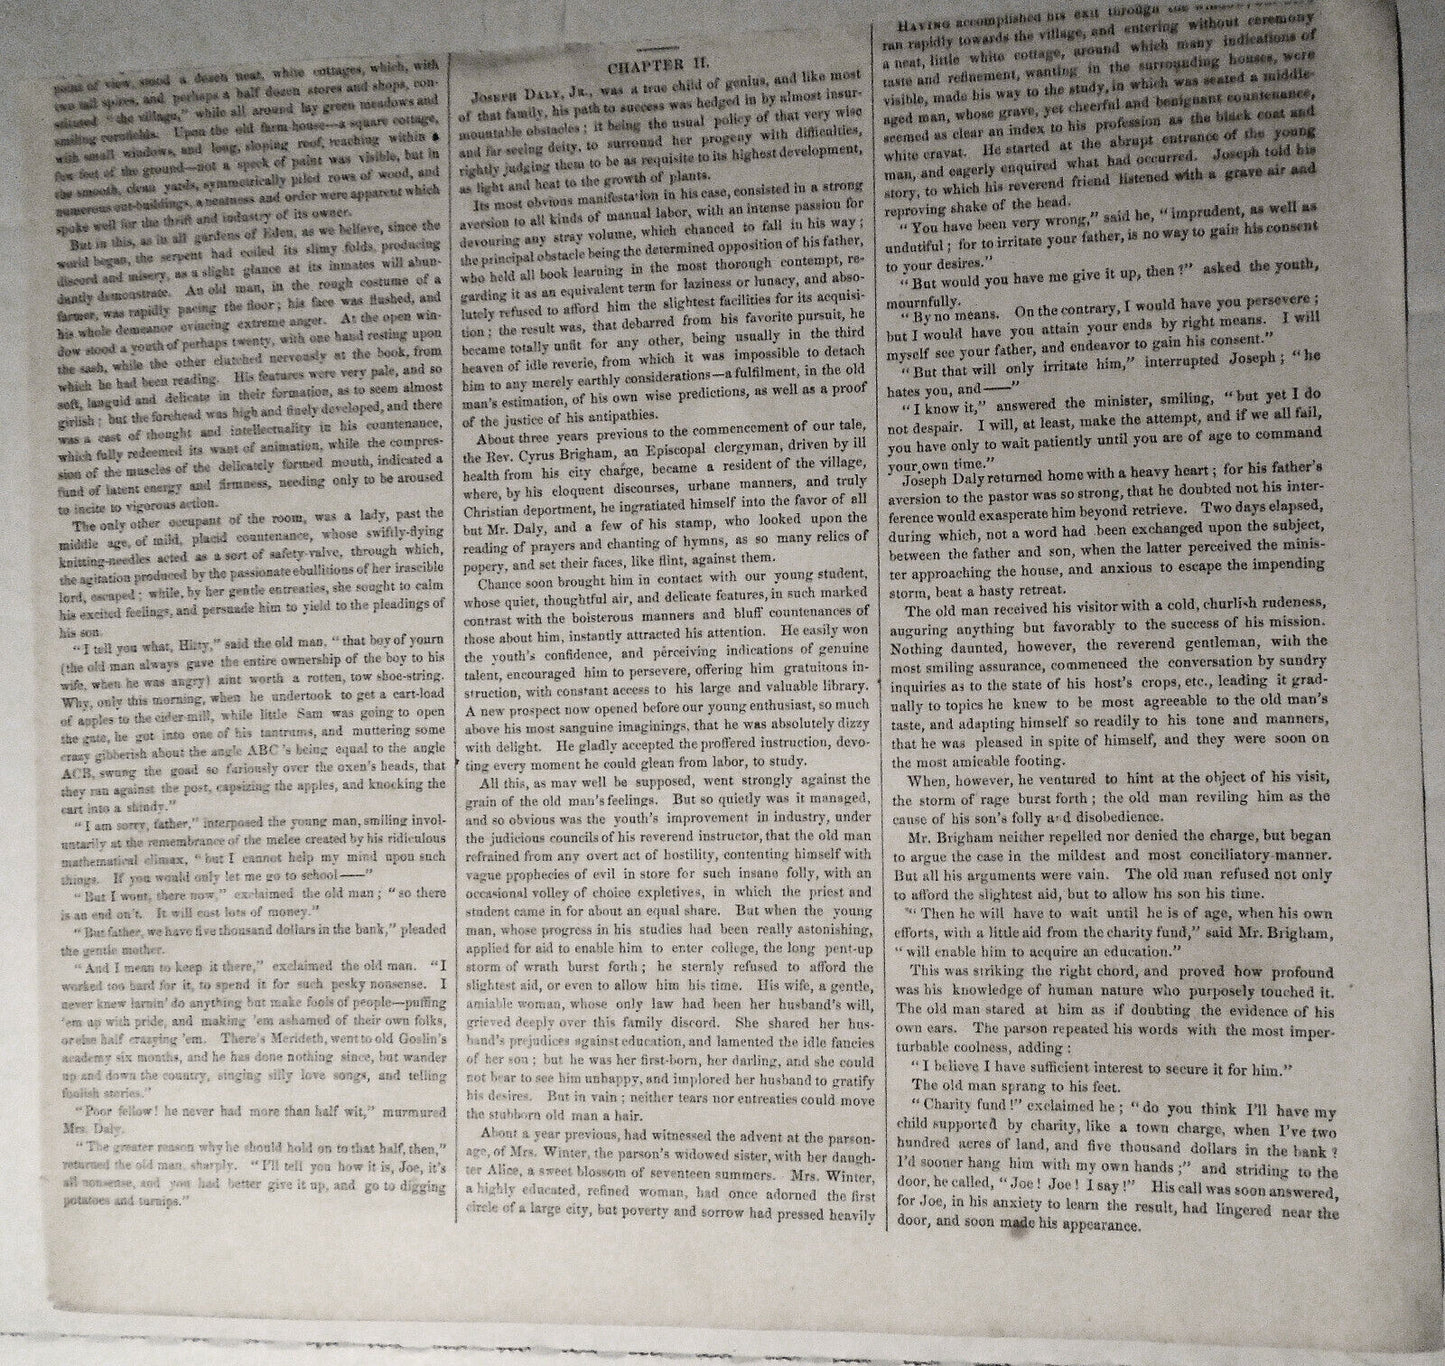 point of view, stood a dozen neat, white cottages, which, with
two tall spires, and perhaps a half dozen stores and shops, con-
stituted "the village," while all around lay green meadows and
smiling cornfields. Upon the old farm house—a square cottage,
with small windows, and long, sloping roof, reaching within a
few feet of the ground—not a speck of paint was visible, but in
the smooth, clean yards, symmetrically piled rows of wood, and
numerous out-buildings, a neatness and order were apparent which
spoke well for the thrift and industry of its owner.
But in this, as in all gardens of Eden, as we believe, since the
world began, the serpent had coiled its slimy folds, producing
discord and misery, as a slight glance at its inmates will abun-
dantly demonstrate. An old man, in the rough costume of a
farmer, was rapidly pacing the floor; his face was flushed, and
his whole demeanor evincing extreme anger. At the open win-
dow stood a youth of perhaps twenty, with one hand resting upon
the sash, while the other clutched nervously at the book, from
which he had been reading. His features were very pale, and so
soft, languid and delicate in their formation, as to seem almost
girlish; but the forehead was high and finely developed, and there
was a cast of thought and intellectuality in his countenance,
which fully redeemed its want of animation, while the compres-
sion of the muscles of the delicately formed mouth, indicated a
fund of latent energy and firmness, needing only to be aroused
to incite to vigorous action.
The only other occupant of the room, was a lady, past the
middle age, of mild, placid countenance, whose swiftly-flying
knitting-needles acted as a sort of safety-valve, through which,
the agitation produced by the passionate ebullitions of her irascible
lord, escaped; while, by her gentle entreaties, she sought to calm
his excited feelings, and persuade him to yield to the pleadings of
his son.
"I tell you what, Hitty," said the old man, "that boy of yourn
(the old man always gave the entire ownership of the boy to his
wife, when he was angry) aint worth a rotten, tow shoe-string.
Why, only this morning, when he undertook to get a cart-load
of apples to the cider-mill, while little Sam was going to open
the gate, he got into one of his tantrums, and muttering some
crazy gibberish about the angle ABC's being equal to the angle
ACB, swung the goad so furiously over the oxen's heads, that
they ran against the post, capsizing the apples, and knocking the
cart into a shindy."
"I am sorry, father," interposed the young man, smiling invol-
untarily at the remembrance of the melee created by his ridiculous
mathematical climax, "but I cannot help my mind upon such
things. If you would only let me go to school——"
"But I wont, there now," exclaimed the old man; "so there
is an end on't. It will cost lots of money."
"But father, we have five thousand dollars in the bank," pleaded
the gentle mother.
"And I mean to keep it there," exclaimed the old man. "I
worked too hard for it, to spend it for such pesky nonsense. I
never knew larnin' do anything but make fools of people—puffing
'em up with pride, and making 'em ashamed of their own folks,
or else half crazying 'em. There's Merideth, went to old Goslin's
academy six months, and he has done nothing since, but wander
up and down the country, singing silly love songs, and telling
foolish stories."
"Poor fellow! he never had more than half wit," murmured
Mrs. Daly.
"The greater reason why he should hold on to that half, then,"
returned the old man, sharply. "I'll tell you how it is, Joe, it's
all nonsense, and you had better give it up, and go to digging
potatoes and turnips."
CHAPTER II.
JOSEPH DALY, JR., was a true child of genius, and like most
of that family, his path to success was hedged in by almost insur-
mountable obstacles; it being the usual policy of that very wise
and far seeing deity, to surround her progeny with difficulties,
rightly judging them to be as requisite to its highest development,
as light and heat to the growth of plants.
Its most obvious manifestation in his case, consisted in a strong
aversion to all kinds of manual labor, with an intense passion for
devouring any stray volume, which chanced to fall in his way;
the principal obstacle being the determined opposition of his father,
who held all book learning in the most thorough contempt, re-
garding it as an equivalent term for laziness or lunacy, and abso-
lutely refused to afford him the slightest facilities for its acquisi-
tion; the result was, that debarred from his favorite pursuit, he
became totally unfit for any other, being usually in the third
heaven of idle reverie, from which it was impossible to detach
him to any merely earthly considerations—a fulfilment, in the old
man's estimation, of his own wise predictions, as well as a proof
of the justice of his antipathies.
About three years previous to the commencement of our tale,
the Rev. Cyrus Brigham, an Episcopal clergyman, driven by ill
health from his city charge, became a resident of the village,
where, by his eloquent discourses, urbane manners, and truly
Christian deportment, he ingratiated himself into the favor of all
but Mr. Daly, and a few of his stamp, who looked upon the
reading of prayers and chanting of hymns, as so many relics of
popery, and set their faces, like flint, against them.
Chance soon brought him in contact with our young student,
whose quiet, thoughtful air, and delicate features, in such marked
contrast with the boisterous manners and bluff countenances of
those about him, instantly attracted his attention. He easily won
the youth's confidence, and perceiving indications of genuine
talent, encouraged him to persevere, offering him gratuitous in-
struction, with constant access to his large and valuable library.
A new prospect now opened before our young enthusiast, so much
above his most sanguine imaginings, that he was absolutely dizzy
with delight. He gladly accepted the proffered instruction, devo-
ting every moment he could glean from labor, to study.
All this, as may well be supposed, went strongly against the
grain of the old man's feelings. But so quietly was it managed,
and so obvious was the youth's improvement in industry, under
the judicious councils of his reverend instructor, that the old man
refrained from any overt act of hostility, contenting himself with
vague prophecies of evil in store for such insane folly, with an
occasional volley of choice expletives, in which the priest and
student came in for about an equal share. But when the young
man, whose progress in his studies had been really astonishing,
applied for aid to enable him to enter college, the long pent-up
storm of wrath burst forth; he sternly refused to afford the
slightest aid, or even to allow him his time. His wife, a gentle,
amiable woman, whose only law had been her husband's will,
grieved deeply over this family discord. She shared her hus-
band's prejudices against education, and lamented the idle fancies
of her son; but he was her first-born, her darling, and she could
not bear to see him unhappy, and implored her husband to gratify
his desires. But in vain; neither tears nor entreaties could move
the stubborn old man a hair.
About a year previous, had witnessed the advent at the parson-
age, of Mrs. Winter, the parson's widowed sister, with her daugh-
ter Alice, a sweet blossom of seventeen summers. Mrs. Winter,
a highly educated, refined woman, had once adorned the first
circle of a large city, but poverty and sorrow had pressed heavily
HAVING accomplished his exit through the window,
ran rapidly towards the village, and entering without ceremony
a neat, little white cottage, around which many indications of
taste and refinement, wanting in the surrounding houses, were
visible, made his way to the study, in which was seated a middle-
aged man, whose grave, yet cheerful and benignant countenance,
seemed as clear an index to his profession as the black coat and
white cravat. He started at the abrupt entrance of the young
man, and eagerly enquired what had occurred. Joseph told his
story, to which his reverend friend listened with a grave air and
reproving shake of the head.
"You have been very wrong," said he, "imprudent, as well as
undutiful; for to irritate your father, is no way to gain his consent
to your desires."
"But would you have me give it up, then?" asked the youth,
mournfully.
"By no means. On the contrary, I would have you persevere;
but I would have you attain your ends by right means. I will
myself see your father, and endeavor to gain his consent."
"But that will only irritate him," interrupted Joseph; "he
hates you, and——"
"I know it," answered the minister, smiling, "but yet I do
not despair. I will, at least, make the attempt, and if we all fail,
you have only to wait patiently until you are of age to command
your own time."
Joseph Daly returned home with a heavy heart; for his father's
aversion to the pastor was so strong, that he doubted not his inter-
ference would exasperate him beyond retrieve. Two days elapsed,
during which, not a word had been exchanged upon the subject,
between the father and son, when the latter perceived the minis-
ter approaching the house, and anxious to escape the impending
storm, beat a hasty retreat.
The old man received his visitor with a cold, churlish rudeness,
auguring anything but favorably to the success of his mission.
Nothing daunted, however, the reverend gentleman, with the
most smiling assurance, commenced the conversation by sundry
inquiries as to the state of his host's crops, etc., leading it grad-
ually to topics he knew to be most agreeable to the old man's
taste, and adapting himself so readily to his tone and manners,
that he was pleased in spite of himself, and they were soon on
the most amicable footing.
When, however, he ventured to hint at the object of his visit,
the storm of rage burst forth; the old man reviling him as the
cause of his son's folly and disobedience.
Mr. Brigham neither repelled nor denied the charge, but began
to argue the case in the mildest and most conciliatory manner.
But all his arguments were vain. The old man refused not only
to afford the slightest aid, but to allow his son his time.
"Then he will have to wait until he is of age, when his own
efforts, with a little aid from the charity fund," said Mr. Brigham,
"will enable him to acquire an education."
This was striking the right chord, and proved how profound
was his knowledge of human nature who purposely touched it.
The old man stared at him as if doubting the evidence of his
own ears. The parson repeated his words with the most imper-
turbable coolness, adding:
"I believe I have sufficient interest to secure it for him."
The old man sprang to his feet.
"Charity fund!" exclaimed he; "do you think I'll have my
child supported by charity, like a town charge, when I've two
hundred acres of land, and five thousand dollars in the bank?
I'd sooner hang him with my own hands;" and striding to the
door, he called, "Joe! Joe! I say!" His call was soon answered,
for Joe, in his anxiety to learn the result, had lingered near the
door, and soon made his appearance.